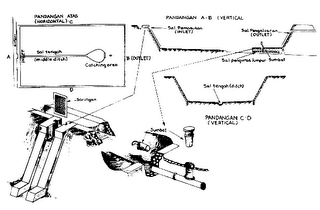 PANDANGAN ATAS
(HORIZONTAL)
C
A
Sal tengah
(middle ditch)
Catching area
B
(OUTLET)
D
Saringan
PANDANGAN A-B (VERTICAL)
Sal Pemasukan
(INLET)
Sal Pengeluaran
(OUTLET)
Sal penguras lumpur
Sumbat
Sal tengah (ditch)
PANDANGAN C-D
(VERTICAL)
Sumbat